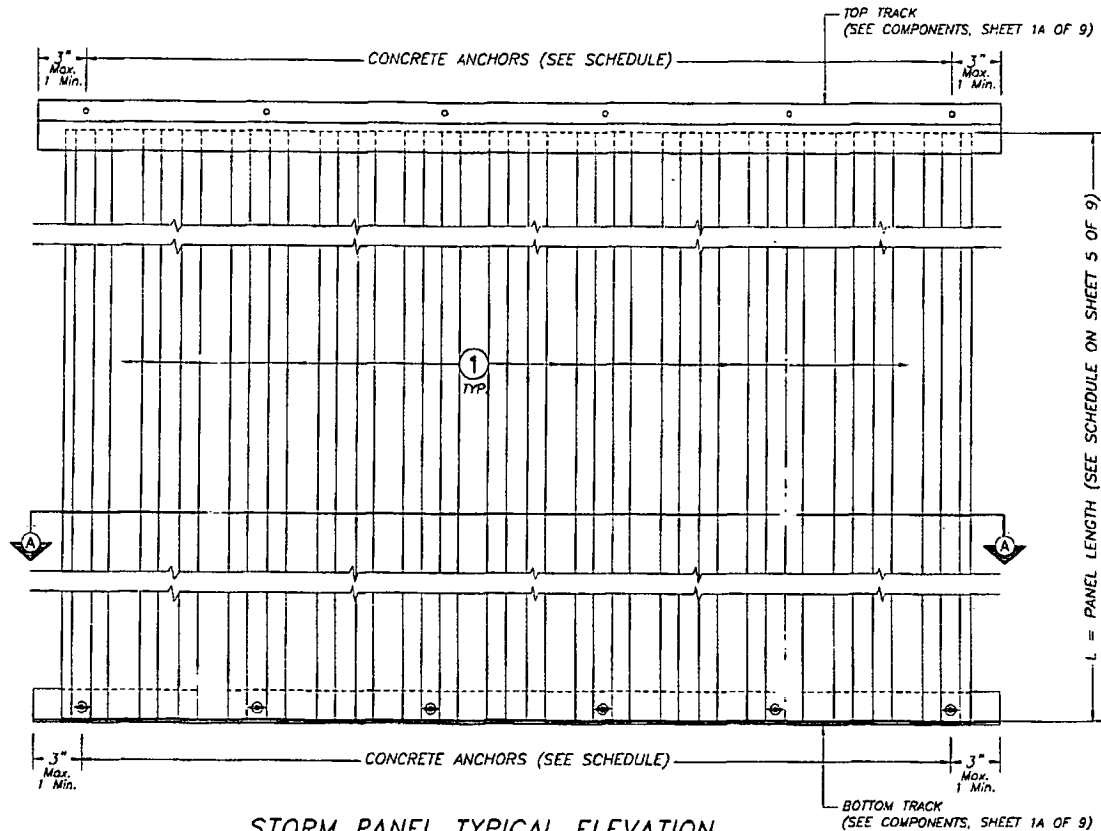 TOP TRACK
(SEE COMPONENTS, SHEET 1A OF 9)
3"
Max.
1 Min.
CONCRETE ANCHORS (SEE SCHEDULE)
3"
Max.
1 Min.
1
TYP.
L = PANEL LENGTH (SEE SCHEDULE ON SHEET 5 OF 9)
A
A
3"
Max.
1 Min.
CONCRETE ANCHORS (SEE SCHEDULE)
3"
Max.
1 Min.
BOTTOM TRACK
(SEE COMPONENTS, SHEET 1A OF 9)
STORM PANEL TYPICAL ELEVATION